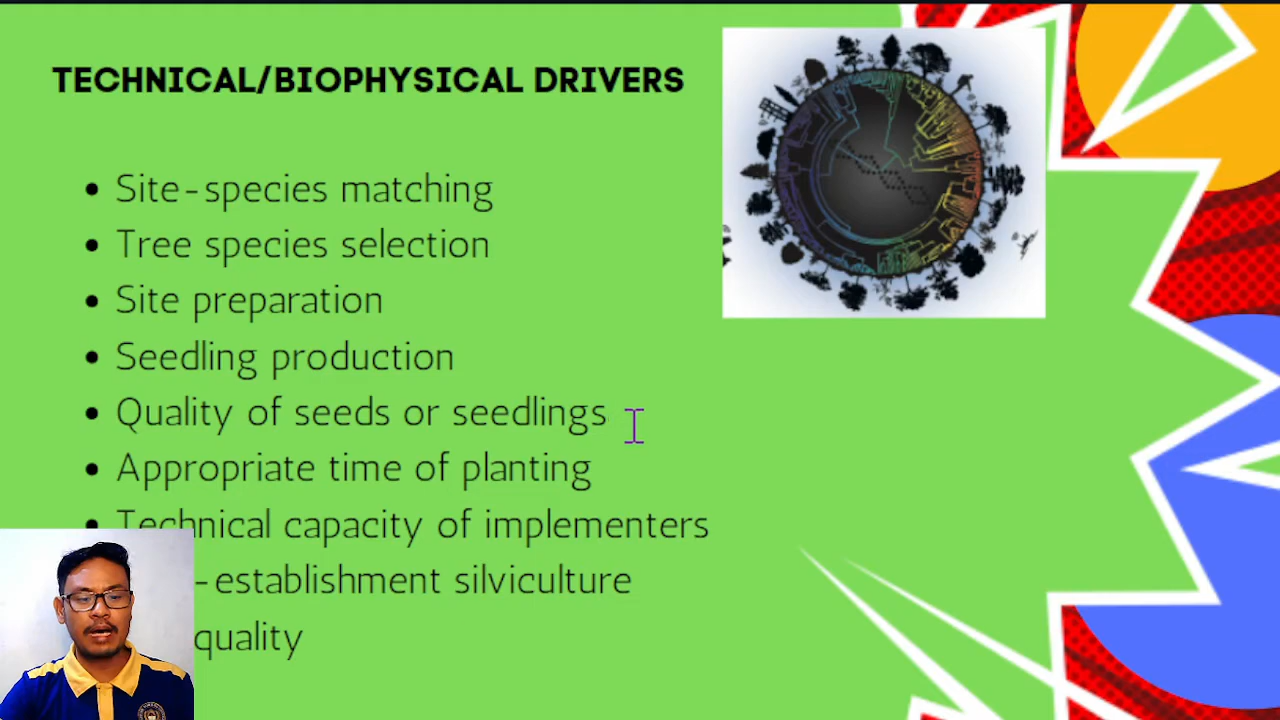 TECHNICAL/BIOPHYSICAL DRIVERS
• Site-species matching
• Tree species selection
• Site preparation
• Seedling production
• Quality of seeds or seedlings
• Appropriate time of planting
• Technical capacity of implementers
-establishment silviculture
quality